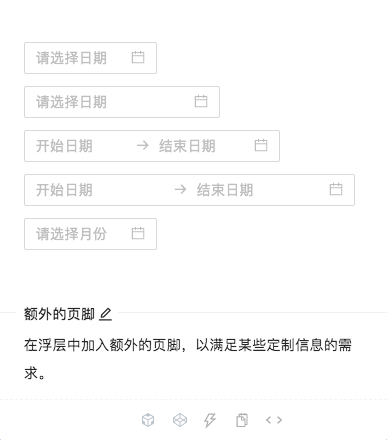 请选择日期
请选择日期
开始日期 → 结束日期
开始日期 → 结束日期
请选择月份
额外的页脚
在浮层中加入额外的页脚，以满足某些定制信息的需
求。